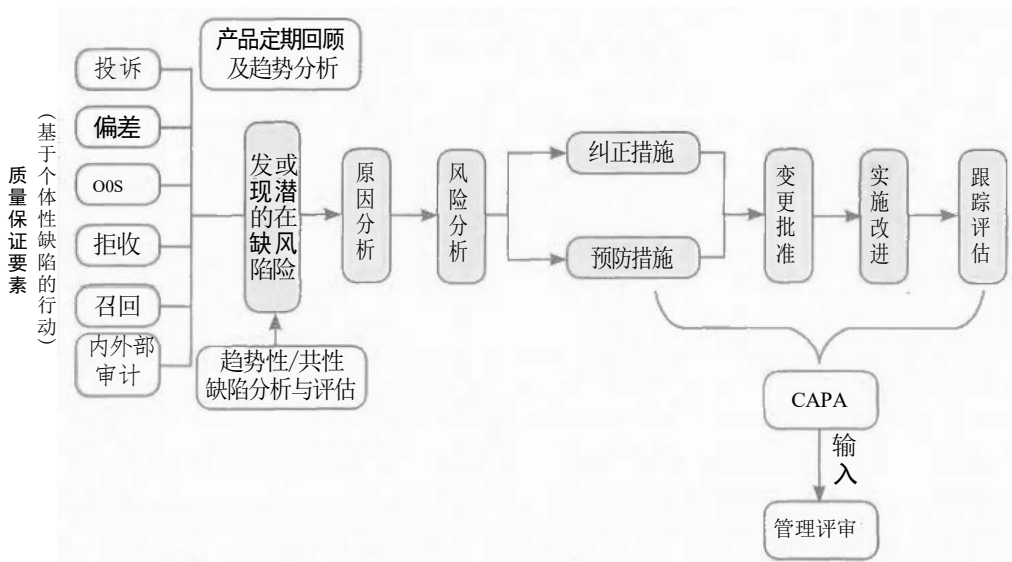 质量保证要素
（基于个体性缺陷的行动）
产品定期回顾
及趋势分析
投诉
偏差
O0S
拒收
召回
内外部
审计
发现的缺陷
或潜在风险
趋势性/共性
缺陷分析与评估
原因分析
风险分析
纠正措施
预防措施
变更批准
实施改进
跟踪评估
CAPA
输入
管理评审